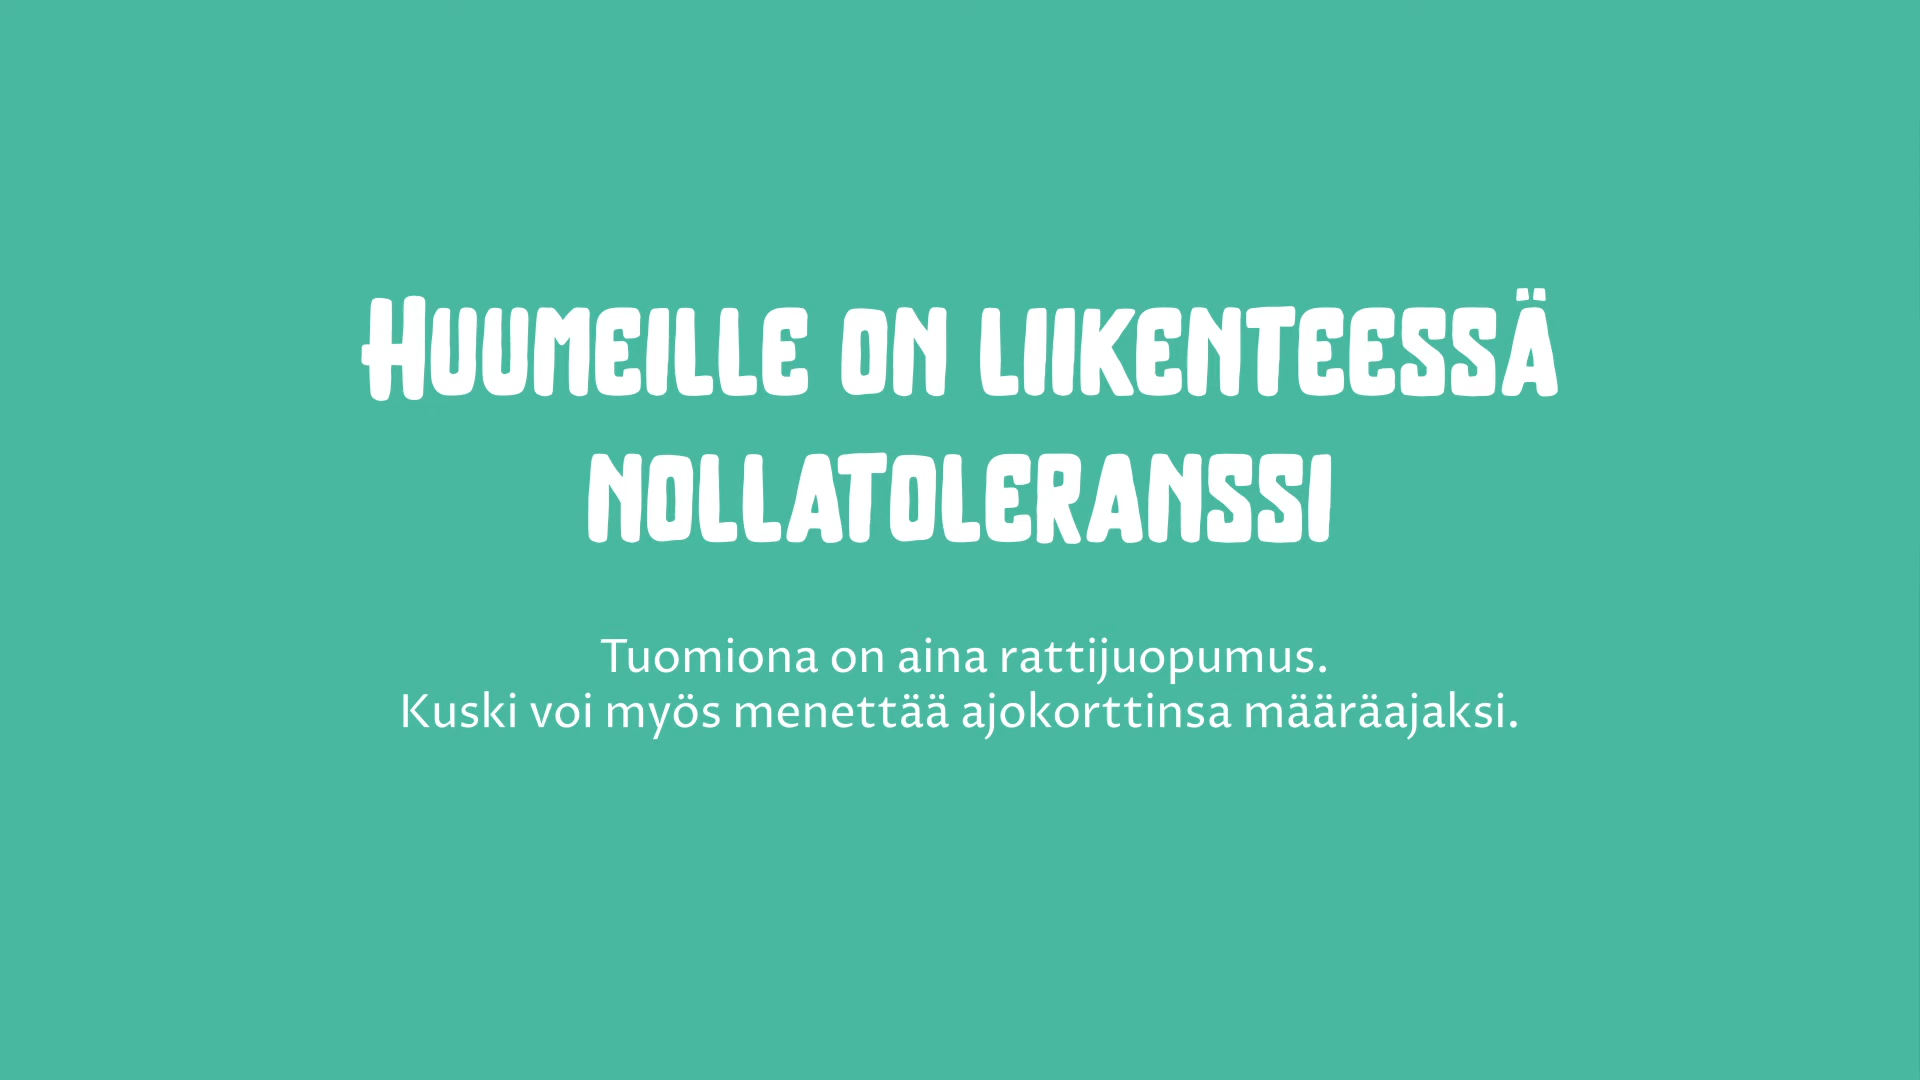 Huumeille on liikenteessä
nollatoleranssi
Tuomiona on aina rattijuopumus.
Kuski voi myös menettää ajokorttinsa määräajaksi.